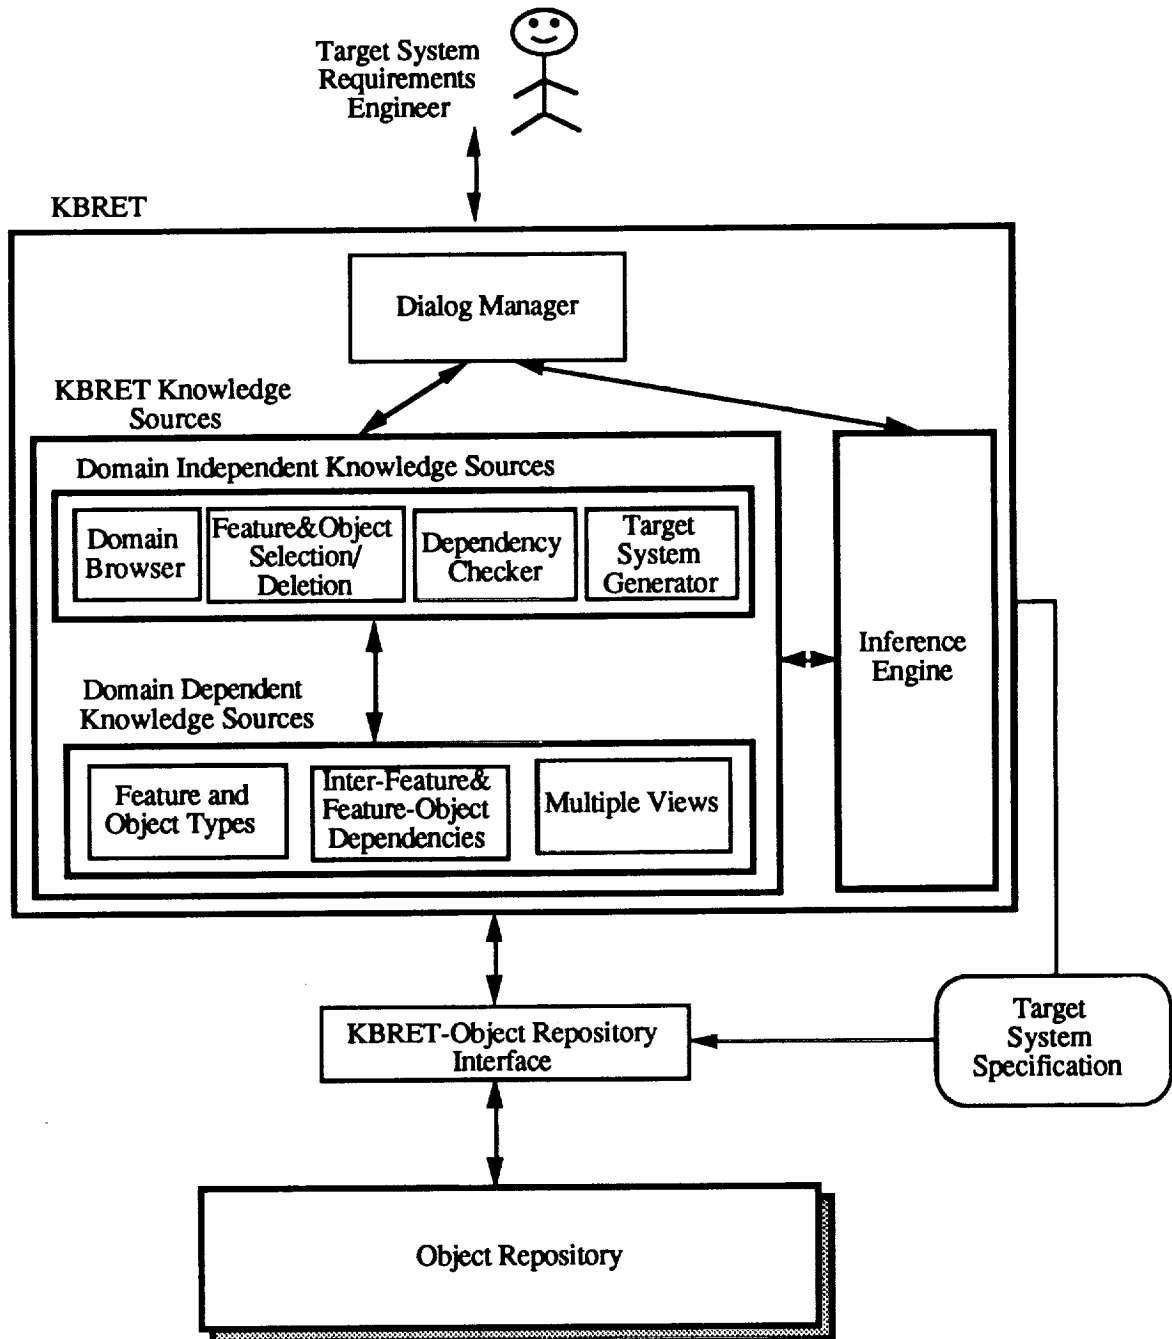 Target System
Requirements
Engineer
KBRET
Dialog Manager
KBRET Knowledge
Sources
Domain Independent Knowledge Sources
Domain
Browser
Feature&Object
Selection/
Deletion
Dependency
Checker
Target
System
Generator
Inference
Engine
Domain Dependent
Knowledge Sources
Feature and
Object Types
Inter-Feature&
Feature-Object
Dependencies
Multiple Views
KBRET-Object Repository
Interface
Target
System
Specification
Object Repository